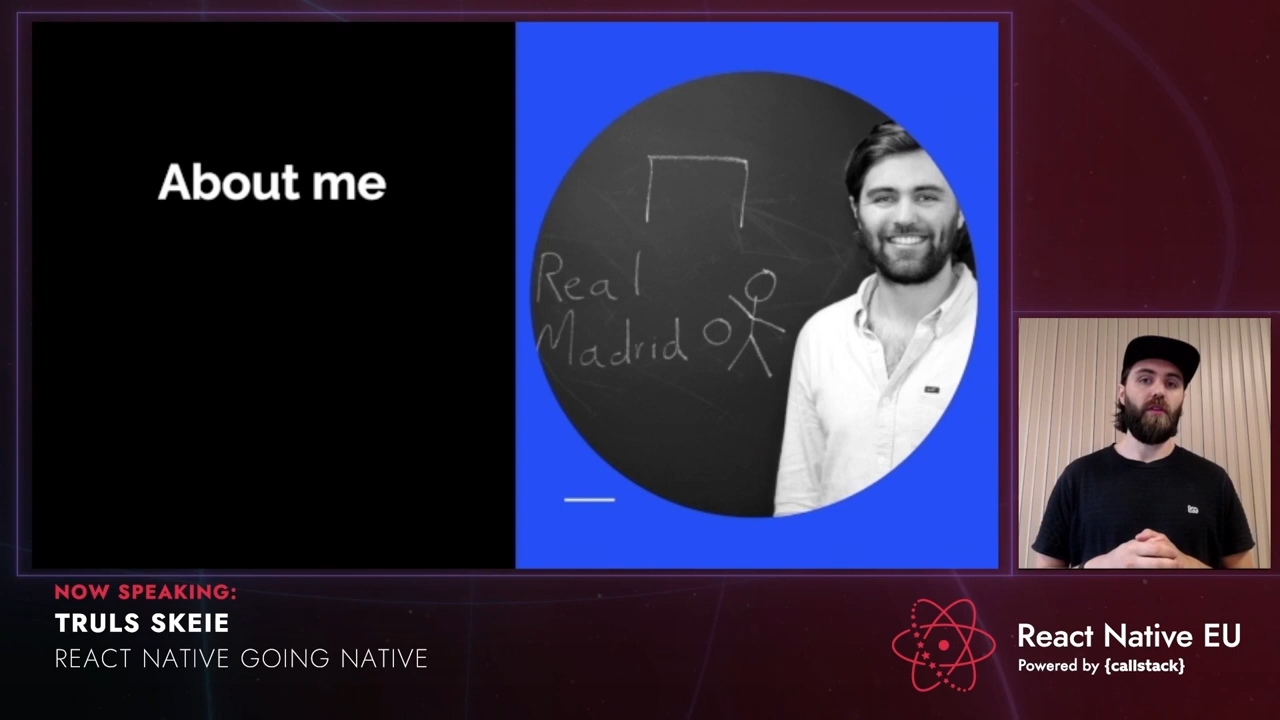 About me
Real
Madrid
NOW SPEAKING:
TRULS SKEIE
REACT NATIVE GOING NATIVE
React Native EU
Powered by {callstack}